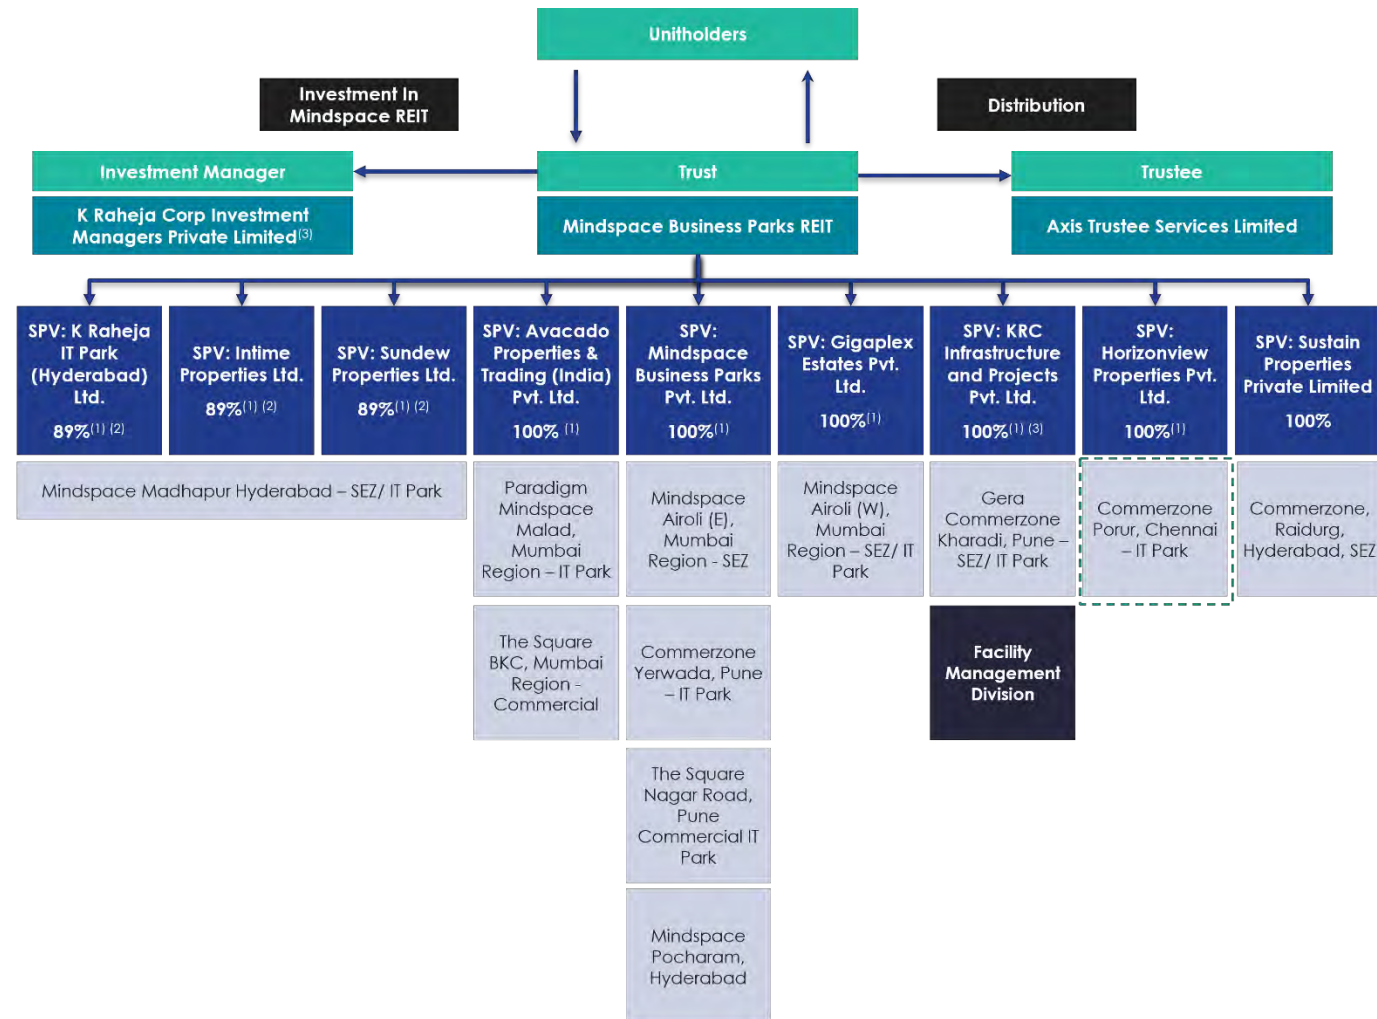 Unitholders
Investment In
Mindspace REIT
Distribution
Investment Manager
Trust
Trustee
K Raheja Corp Investment
Managers Private Limited(3)
Mindspace Business Parks REIT
Axis Trustee Services Limited
SPV: K Raheja
IT Park
(Hyderabad)
Ltd.
89%(1) (2)
SPV: Intime
Properties Ltd.
89%(1) (2)
SPV: Sundew
Properties Ltd.
89%(1) (2)
SPV: Avacado
Properties &
Trading (India)
Pvt. Ltd.
100% (1)
SPV:
Mindspace
Business Parks
Pvt. Ltd.
100%(1)
SPV: Gigaplex
Estates Pvt.
Ltd.
100%(1)
SPV: KRC
Infrastructure
and Projects
Pvt. Ltd.
100%(1) (3)
SPV:
Horizonview
Properties Pvt.
Ltd.
100%(1)
SPV: Sustain
Properties
Private Limited
100%
Mindspace Madhapur Hyderabad – SEZ/ IT Park
Paradigm
Mindspace
Malad,
Mumbai
Region – IT Park
Mindspace
Airoli (E),
Mumbai
Region - SEZ
Mindspace
Airoli (W),
Mumbai
Region – SEZ/ IT
Park
Gera
Commerzone
Kharadi, Pune –
SEZ/ IT Park
Commerzone
Porur, Chennai
– IT Park
Commerzone,
Raidurg,
Hyderabad, SEZ
The Square
BKC, Mumbai
Region -
Commercial
Commerzone
Yerwada, Pune
– IT Park
Facility
Management
Division
The Square
Nagar Road,
Pune
Commercial IT
Park
Mindspace
Pocharam,
Hyderabad